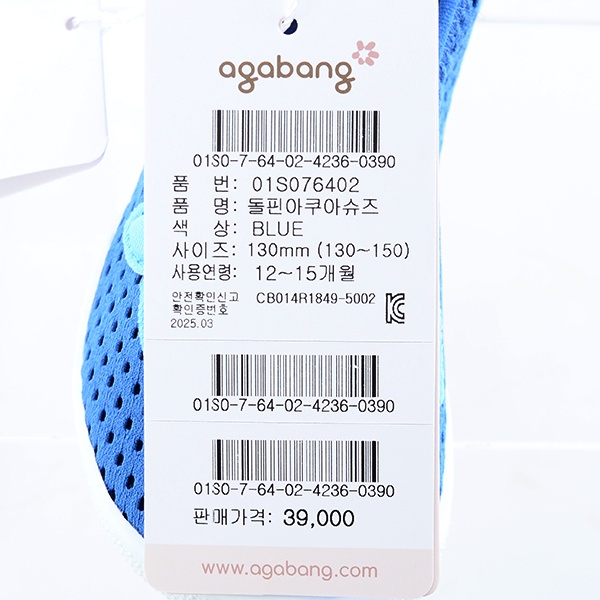 agabang
01S0-7-64-02-4236-0390
품 번: 01S076402
품 명: 돌핀아쿠아슈즈
색 상: BLUE
사이즈: 130mm (130~150)
사용연령: 12~15개월
안전확인신고 CB014R1849-5002
확인증번호
2025.03
01S0-7-64-02-4236-0390
01S0-7-64-02-4236-0390
판매가격: 39,000
www.agabang.com